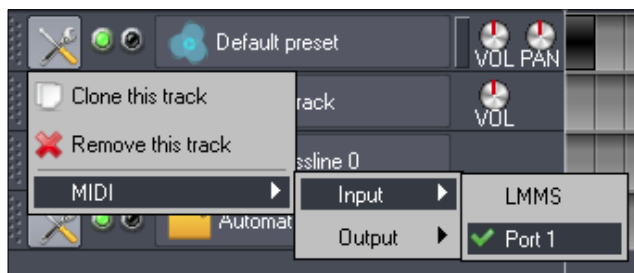 Default preset
VOL PAN
Clone this track
rack
VOL
Remove this track
ssline 0
MIDI
Input
LMMS
Automat
Output
Port 1